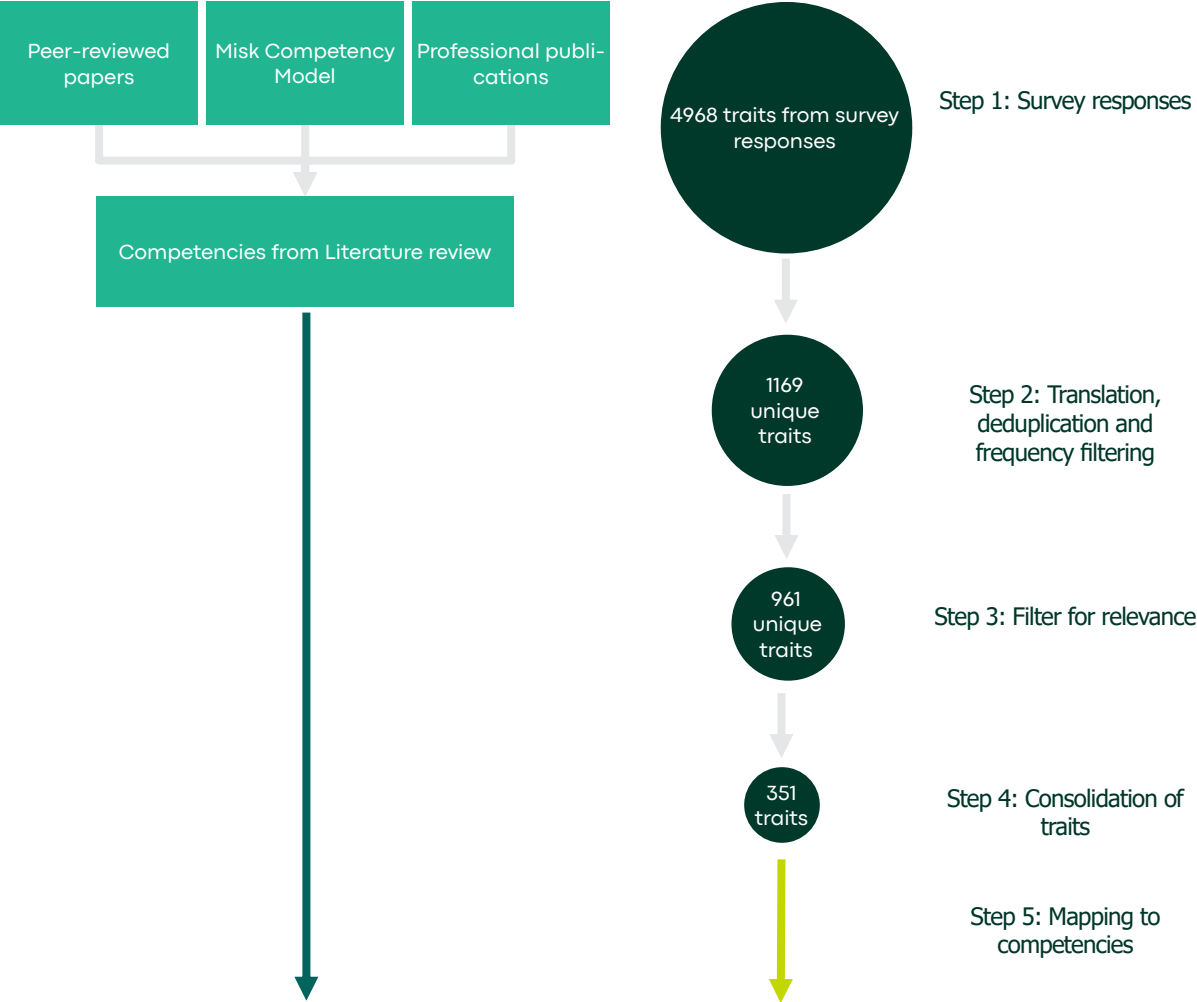 Peer-reviewed
papers
Misk Competency
Model
Professional publi-
cations
Competencies from Literature review
4968 traits from survey
responses
Step 1: Survey responses
1169
unique
traits
Step 2: Translation,
deduplication and
frequency filtering
961
unique
traits
Step 3: Filter for relevance
351
traits
Step 4: Consolidation of
traits
Step 5: Mapping to
competencies